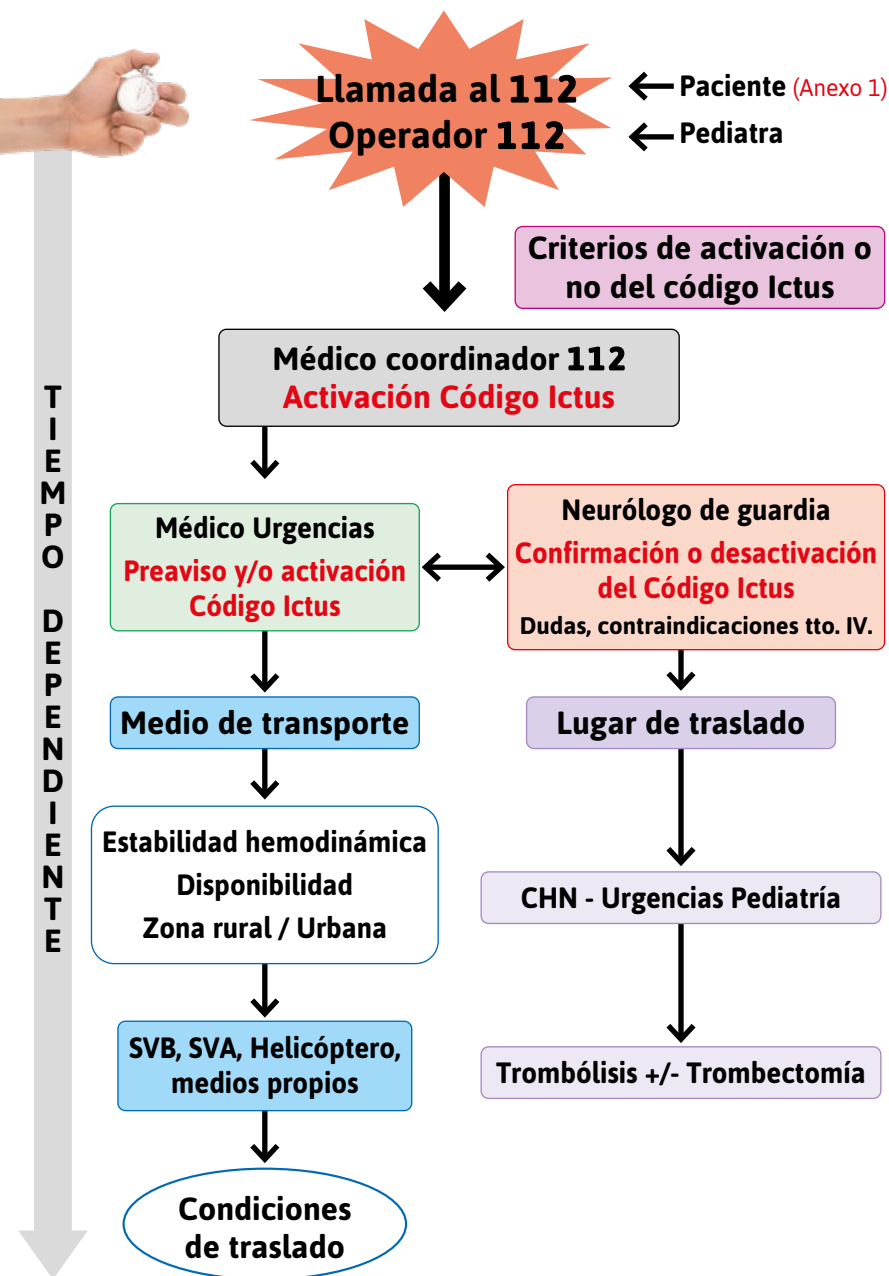 Llamada al 112
Operador 112
Paciente (Anexo 1)
Pediatra
Criterios de activación o
no del código Ictus
Médico coordinador 112
Activación Código Ictus
TIEMPO DEPENDIENTE
Médico Urgencias
Preaviso y/o activación
Código Ictus
Neurólogo de guardia
Confirmación o desactivación
del Código Ictus
Dudas, contraindicaciones tto. IV.
Medio de transporte
Lugar de traslado
Estabilidad hemodinámica
Disponibilidad
Zona rural / Urbana
CHN - Urgencias Pediatría
SVB, SVA, Helicóptero,
medios propios
Trombólisis +/- Trombectomía
Condiciones
de traslado